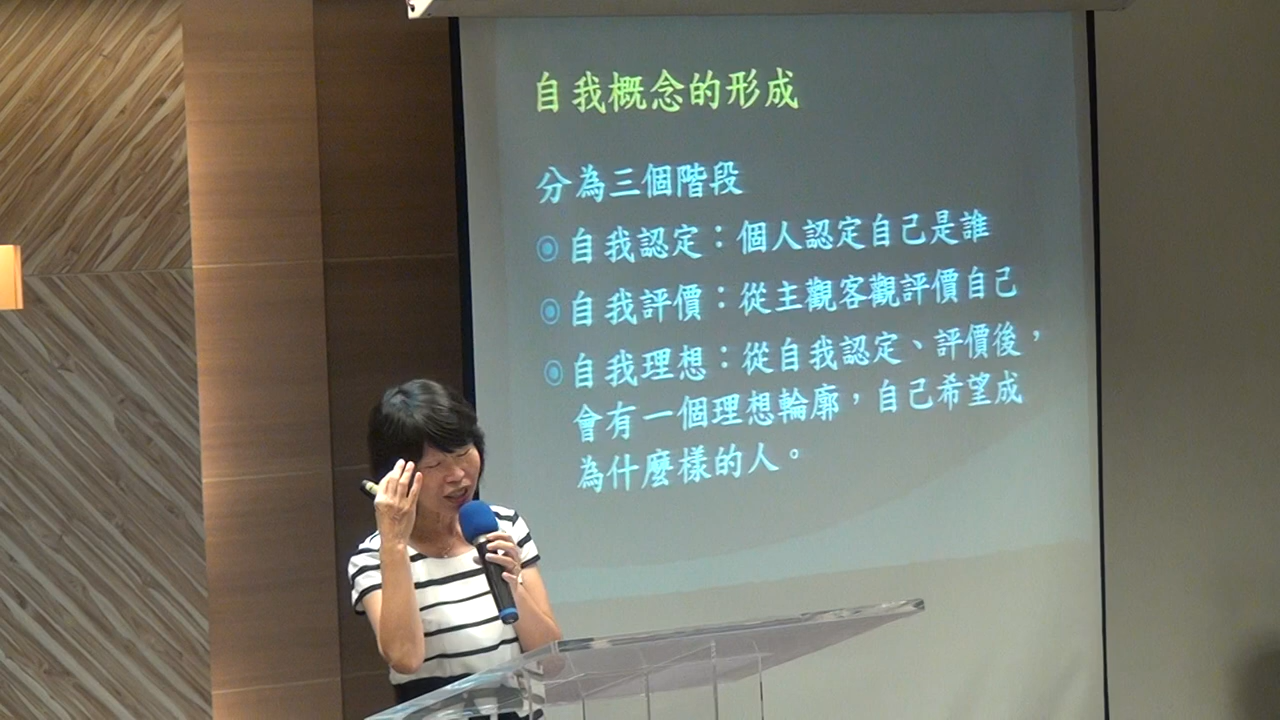 自我概念的形成
分為三個階段
自我認定：個人認定自己是誰
自我評價：從主觀客觀評價自己
自我理想：從自我認定、評價後，
會有一個理想輪廓，自己希望成
為什麼樣的人。